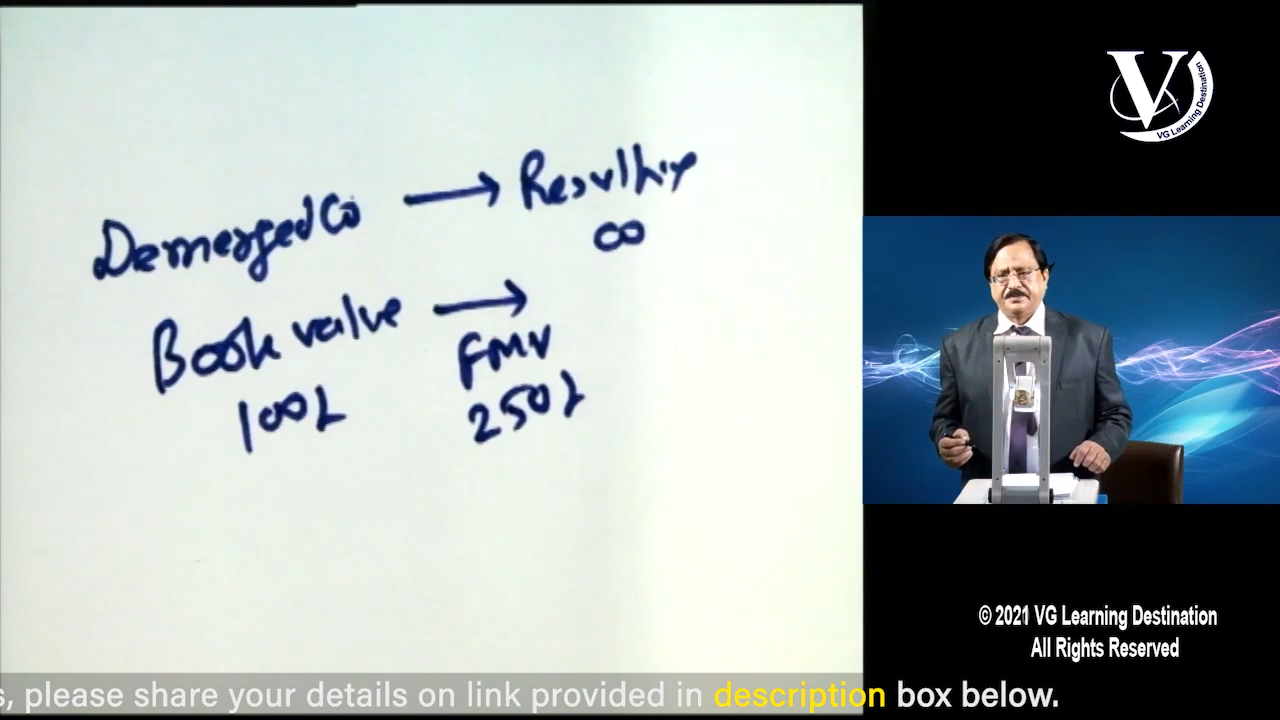 Demerged Co → Resulting
Co
Book value → FMV
100L 250L
V
VG Learning Destination
© 2021 VG Learning Destination
All Rights Reserved
s, please share your details on link provided in description box below.